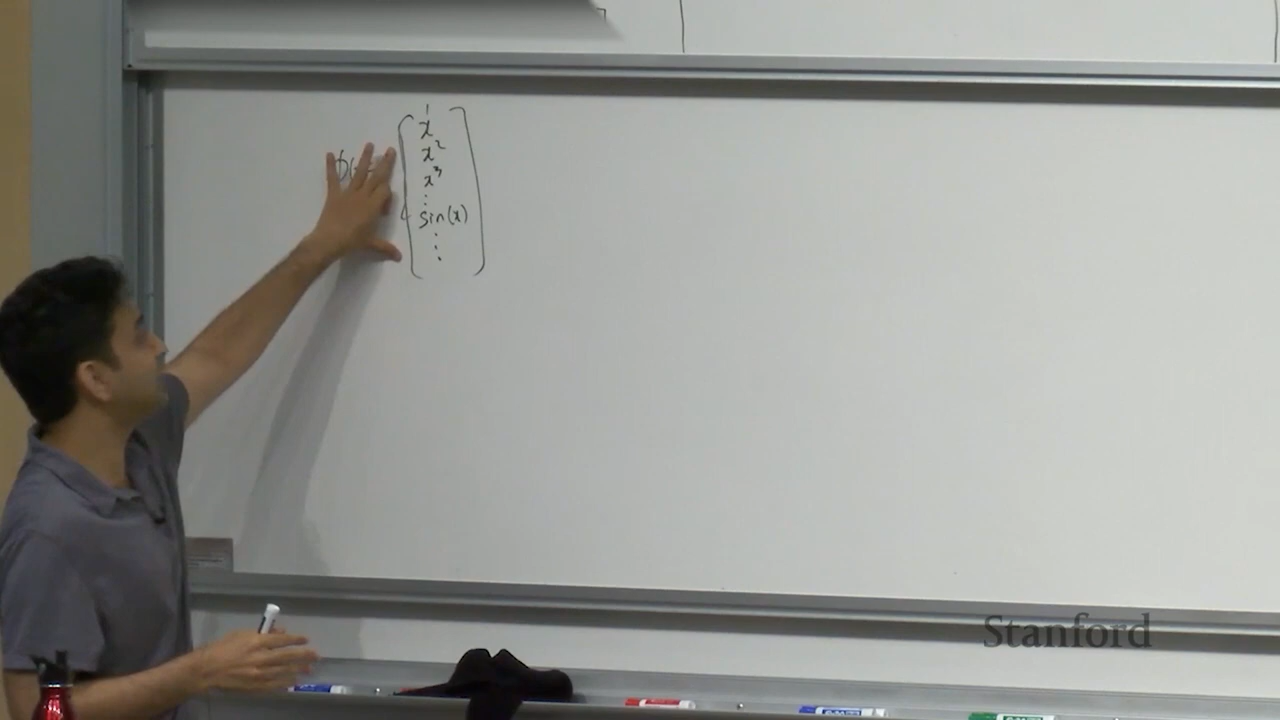 1
x
x²
φ(x³
⋮
sin(x)
⋮
Stanford